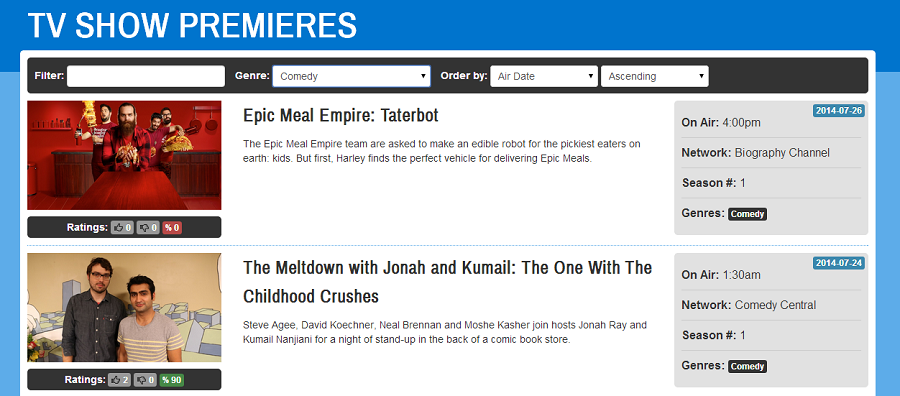 TV SHOW PREMIERES
Filter: Genre: Comedy Order by: Air Date Ascending
Epic Meal Empire: Taterbot
The Epic Meal Empire team are asked to make an edible robot for the pickiest eaters on
earth: kids. But first, Harley finds the perfect vehicle for delivering Epic Meals.
Ratings: 0 0 % 0
2014-07-26
On Air: 4:00pm
Network: Biography Channel
Season #: 1
Genres: Comedy
The Meltdown with Jonah and Kumail: The One With The
Childhood Crushes
Steve Agee, David Koechner, Neal Brennan and Moshe Kasher join hosts Jonah Ray and
Kumail Nanjiani for a night of stand-up in the back of a comic book store.
Ratings: 2 0 % 90
2014-07-24
On Air: 1:30am
Network: Comedy Central
Season #: 1
Genres: Comedy